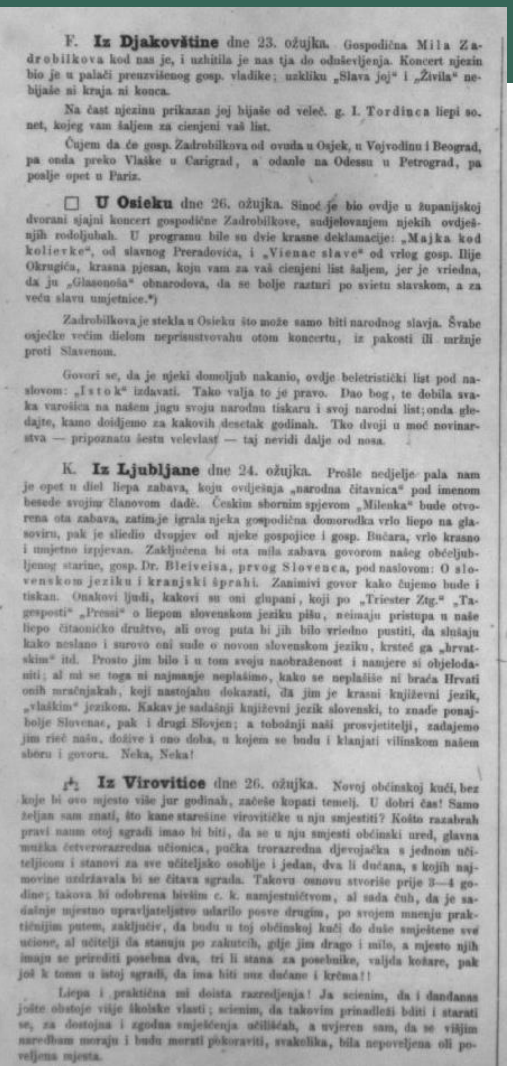 F. Iz Djakovštine dne 23. ožujka. Gospodična Mila Za-
drobilkova kod nas je, i uzhitila je nas tja do oduševljenja. Koncert njezin
bio je u palači preuzvišenog gosp. vladike; uzkliku „Slava joj“ i „Živila“ ne-
bijaše ni kraja ni konca.
Na čast njezinu prikazan joj bijaše od veleč. g. I. Tordinca liepi so-
net, kojeg vam šaljem za cienjeni vaš list.
Čujem da će gosp. Zadrobilkova od ovuda u Osjek, u Vojvodinu i Beograd,
pa onda preko Vlaške u Carigrad, a odanle na Odessu u Petrograd, pa
poslje opet u Pariz.
□ U Osieku dne 26. ožujka. Sinoć je bio ovdje u županijskoj
dvorani sjajni koncert gospodične Zadrobilkove, sudjelovanjem njekih ovdješ-
njih rodoljubah. U programu bile su dvie krasne deklamacije: „Majka kod
kolievke“, od slavnog Preradovića, i „Vienac slave“ od vrlog gosp. Ilije
Okrugića, krasna pjesan, koju vam za vaš cienjeni list šaljem, jer je vriedna,
da ju „Glasonoša“ obnarodova, da se bolje razturi po svietu slavskom, a za
veću slavu umjetnice.*)
Zadrobilkova je stekla u Osieku što može samo biti narodnog slavja. Švabe
osječke većim dielom neprisustvovahu otom koncertu, iz pakosti ili mržnje
proti Slavenom.
Govori se, da je njeki domoljub nakanio, ovdje beletristički list pod na-
slovom: „Istok“ izdavati. Tako valja to je pravo. Dao bog, te dobila sva-
ka varošica na našem jugu svoju narodnu tiskaru i svoj narodni list; onda gle-
dajte, kamo doidjemo za kakovih desetak godinah. Tko dvoji u moć novinar-
stva — pripoznatu šestu velevlast — taj nevidi dalje od nosa.
K. Iz Ljubljane dne 24. ožujka. Prošle nedjelje pala nam
je opet u diel liepa zabava, koju ovdješnja „narodna čitavnica“ pod imenom
besede svojim članovom dadè. Českim sbornim spjevom „Milenka“ bude otvo-
rena ota zabava, zatim je igrala njeka gospodična domorodka vrlo liepo na gla-
soviru, pak je sliedio dvopjev od njeke gospojice i gosp. Bučara, vrlo krasno
i umjetno izpjevan. Zaključena bi ota mila zabava govorom našeg občeljub-
ljenog starine, gosp. Dr. Bleiveisa, prvog Slovenca, pod naslovom: O slo-
venskom jeziku i kranjski šprahi. Zanimivi govor kako čujemo bude i
tiskan. Onakovi ljudi, kakovi su oni glupani, koji po „Triester Ztg.“ „Ta-
gesposti“ „Pressi“ o liepom slovenskom jeziku pišu, neimaju pristupa u naše
liepo čitaoničko družtvo, ali ovog puta bi jih bilo vriedno pustiti, da slušaju
kako neslano i surovo oni sude o novom slovenskom jeziku, krsteć ga „hrvat-
skim“ itd. Prosto jim bilo i u tom svoju naobraženost i namjere si objeloda-
niti; al mi se toga ni najmanje neplašimo, kako se neplašiše ni braća Hrvati
onih mračnjakah, koji nastojahu dokazati, da jim je krasni književni jezik,
„vlaškim“ jezikom. Kakav je sadašnji književni jezik slovenski, to znade ponaj-
bolje Slovenac, pak i drugi Slovjen; a tobožnji naši prosvjetitelji, zadajemo
jim rieč našu, dožive i ono doba, u kojem se budu i klanjati vilinskom našem
sboru i govoru. Neka, Neka!
Iz Virovitice dne 26. ožujka. Novoj občinskoj kući, bez
koje bi ovo mjesto više jur godinah, začeše kopati temelj. U dobri čas! Samo
željan sam znati, što kane starešine virovitičke u nju smjestiti? Košto razabrah
pravi naum otoj sgradi imao bi biti, da se u nju smjesti občinski ured, glavna
mužka četverorazredna učionica, pučka trorazredna djevojačka s jednom uči-
teljicom i stanovi za sve učiteljsko osoblje i jedan, dva li dućana, s kojih naj-
movine uzdržavala bi se čitava sgrada. Takovu osnovu stvoriše prije 3—4 go-
dine; takova bi odobrena bivšim c. k. namjestničtvom, al sada čuh, da je sa-
dašnje mjestno upravljateljstvo udarilo posve drugim, po svojem mnenju prak-
tičnijim putem, zaključiv, da budu u toj občinskoj kući do duše smještene sve
učione, al učitelji da stanuju po zakutcih, gdje jim drago i milo, a mjesto njih
imaju se prirediti posebna dva, tri li stana za posebnike, valjda kožare, pak
još k tomu u istoj sgradi, da ima biti uz dućane i krčma!!
Liepa i praktična mi doista razredjenja! Ja scienim, da i dandanas
jošte obstoje višje školske vlasti; scienim, da takovim prinadleži bditi i starati
se, za dostojna i zgodna smješćenja učilišćah, a uvjeren sam, da se višjim
naredbam moraju i budu morati pokoraviti, svakolika, bila nepoveljena oli po-
veljena mjesta.